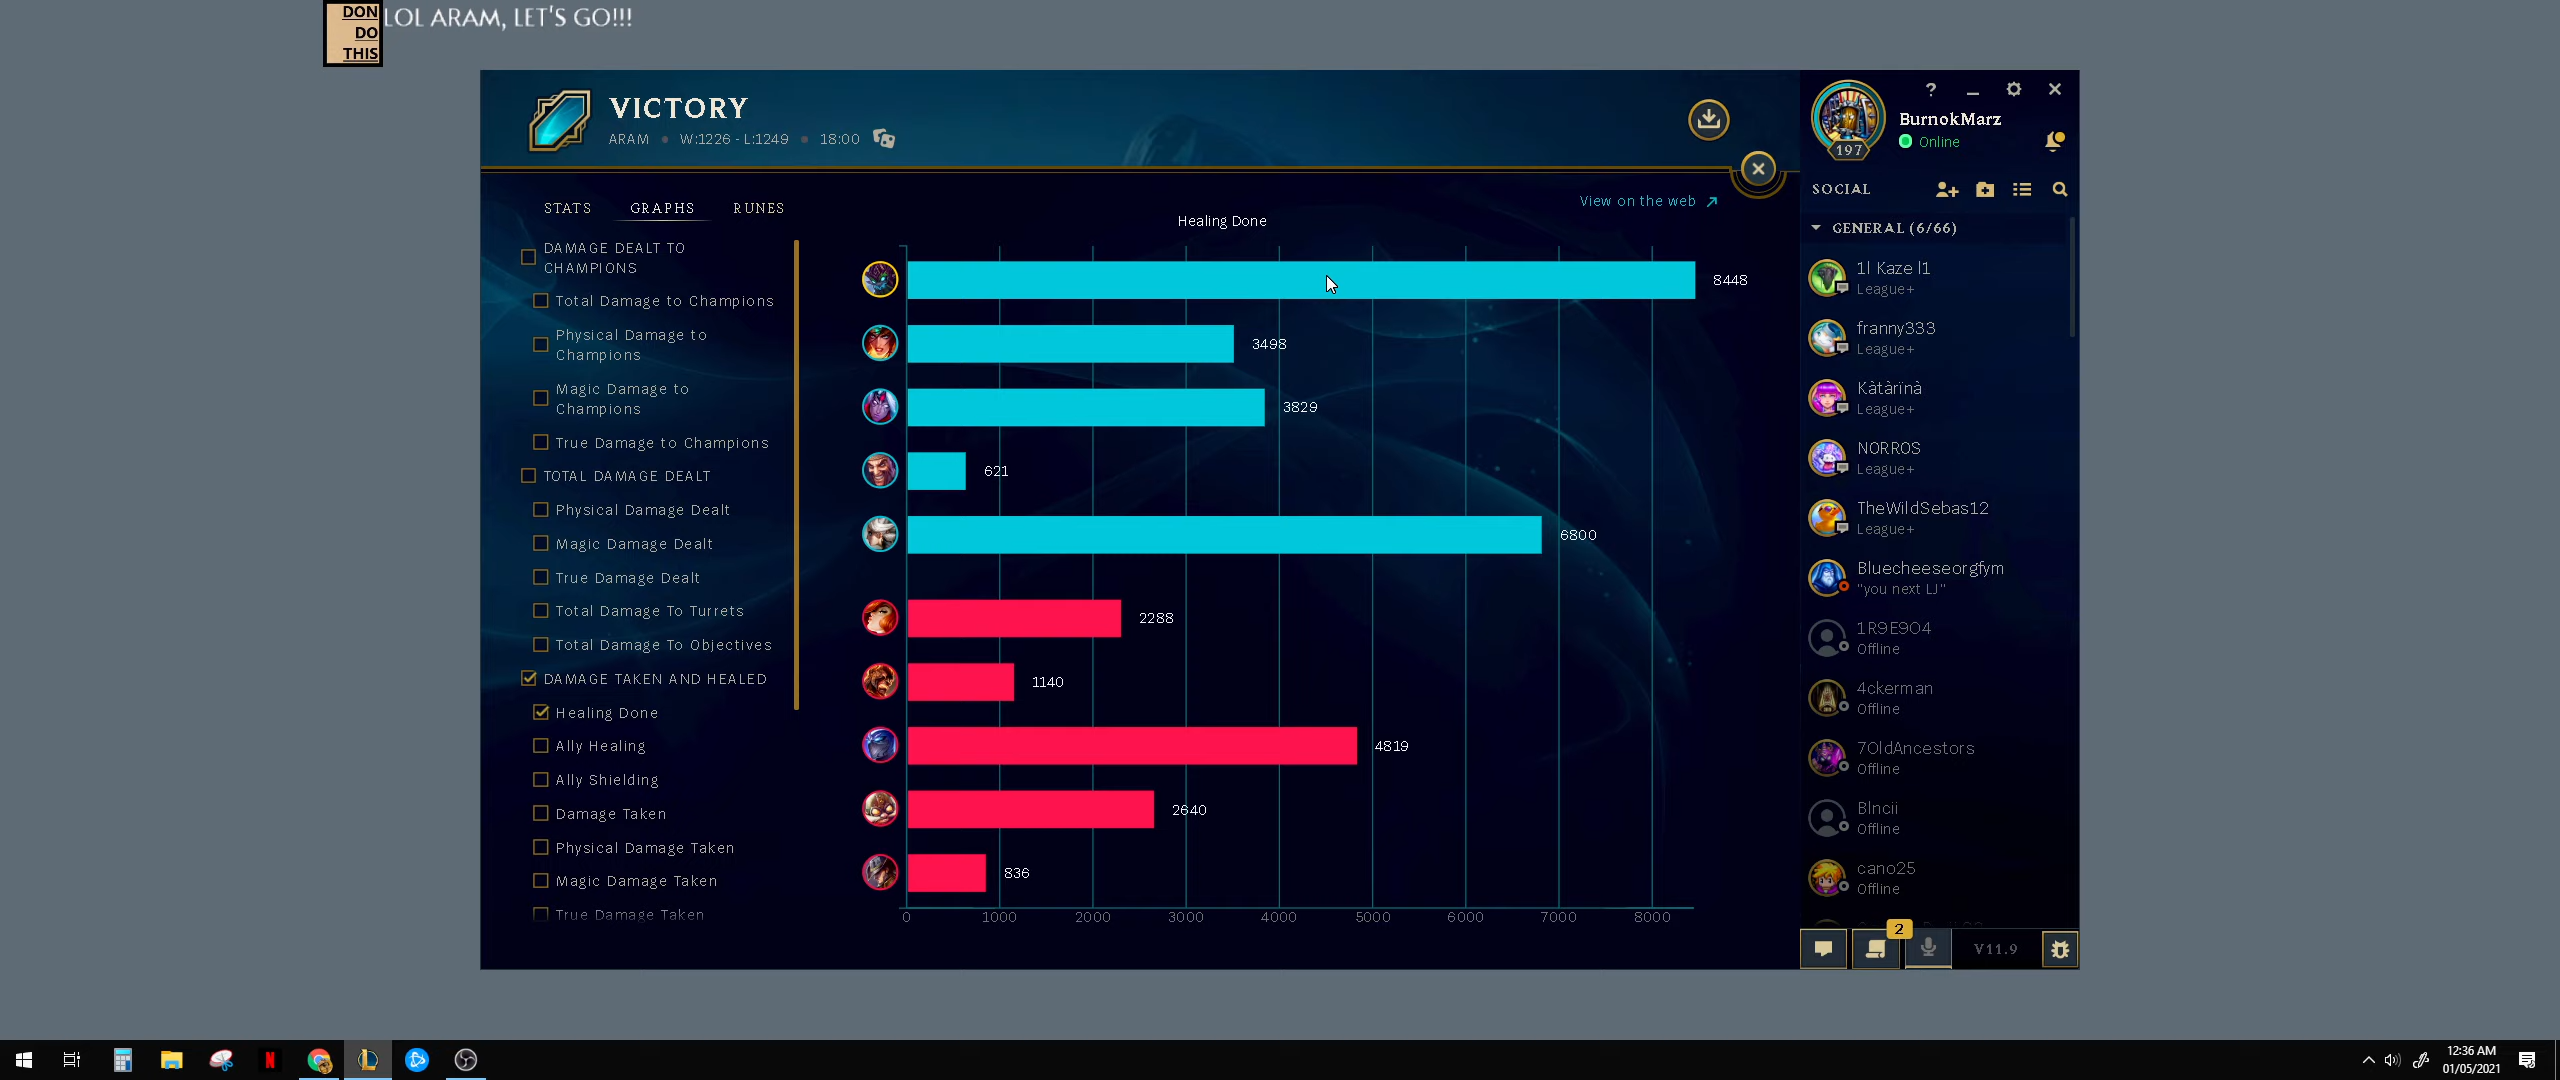 DON
DO
THIS
LOL ARAM, LET'S GO!!!
VICTORY
ARAM • W:1226 - L:1249 • 18:00
STATS GRAPHS RUNES
View on the web
DAMAGE DEALT TO
CHAMPIONS
Total Damage to Champions
Physical Damage to
Champions
Magic Damage to
Champions
True Damage to Champions
TOTAL DAMAGE DEALT
Physical Damage Dealt
Magic Damage Dealt
True Damage Dealt
Total Damage To Turrets
Total Damage To Objectives
DAMAGE TAKEN AND HEALED
Healing Done
Ally Healing
Ally Shielding
Damage Taken
Physical Damage Taken
Magic Damage Taken
True Damage Taken
Healing Done
8448
3498
3829
621
6800
2288
1140
4819
2640
836
0 1000 2000 3000 4000 5000 6000 7000 8000
?
197
BurnokMarz
Online
SOCIAL
GENERAL (6/66)
1l Kaze l1
League+
franny333
League+
Kàtàrïnà
League+
NORROS
League+
TheWildSebas12
League+
Bluecheeseorgfym
"you next LJ"
1R9E9O4
Offline
4ckerman
Offline
7OldAncestors
Offline
Blncii
Offline
cano25
Offline
2
V11.9
N
12:36 AM
01/05/2021